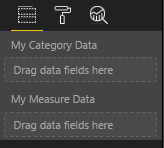 My Category Data
Drag data fields here
My Measure Data
Drag data fields here